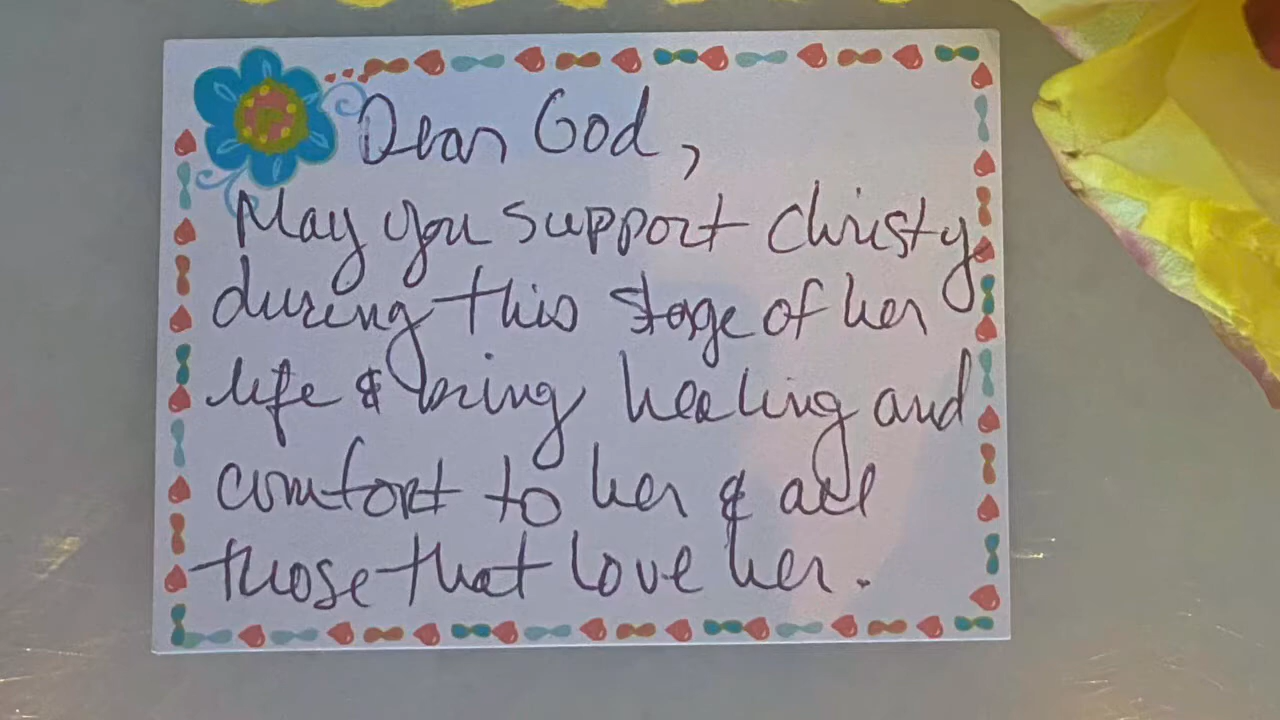 Dear God,
May you support Christy
during this stage of her
life & bring healing and
comfort to her & all
those that love her.